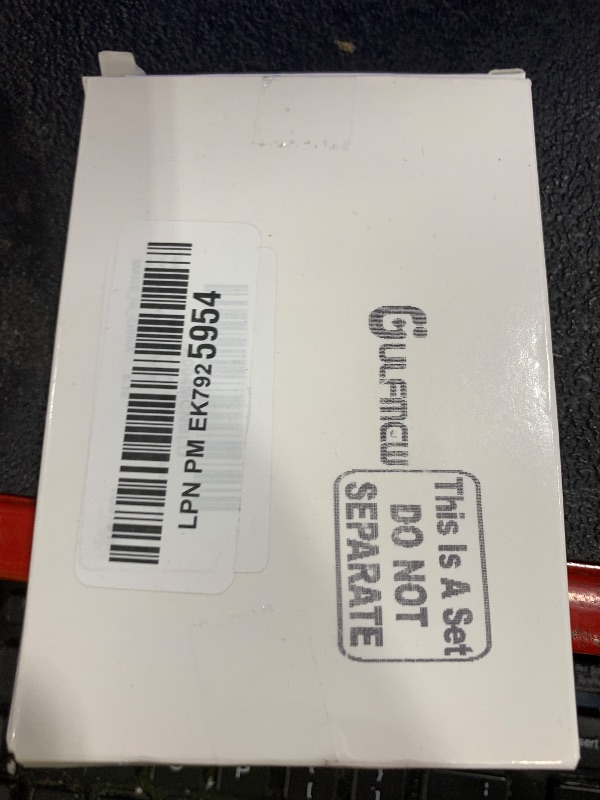 LPN PM EK7925954
GULFMEW
This Is A Set
DO NOT
SEPARATE